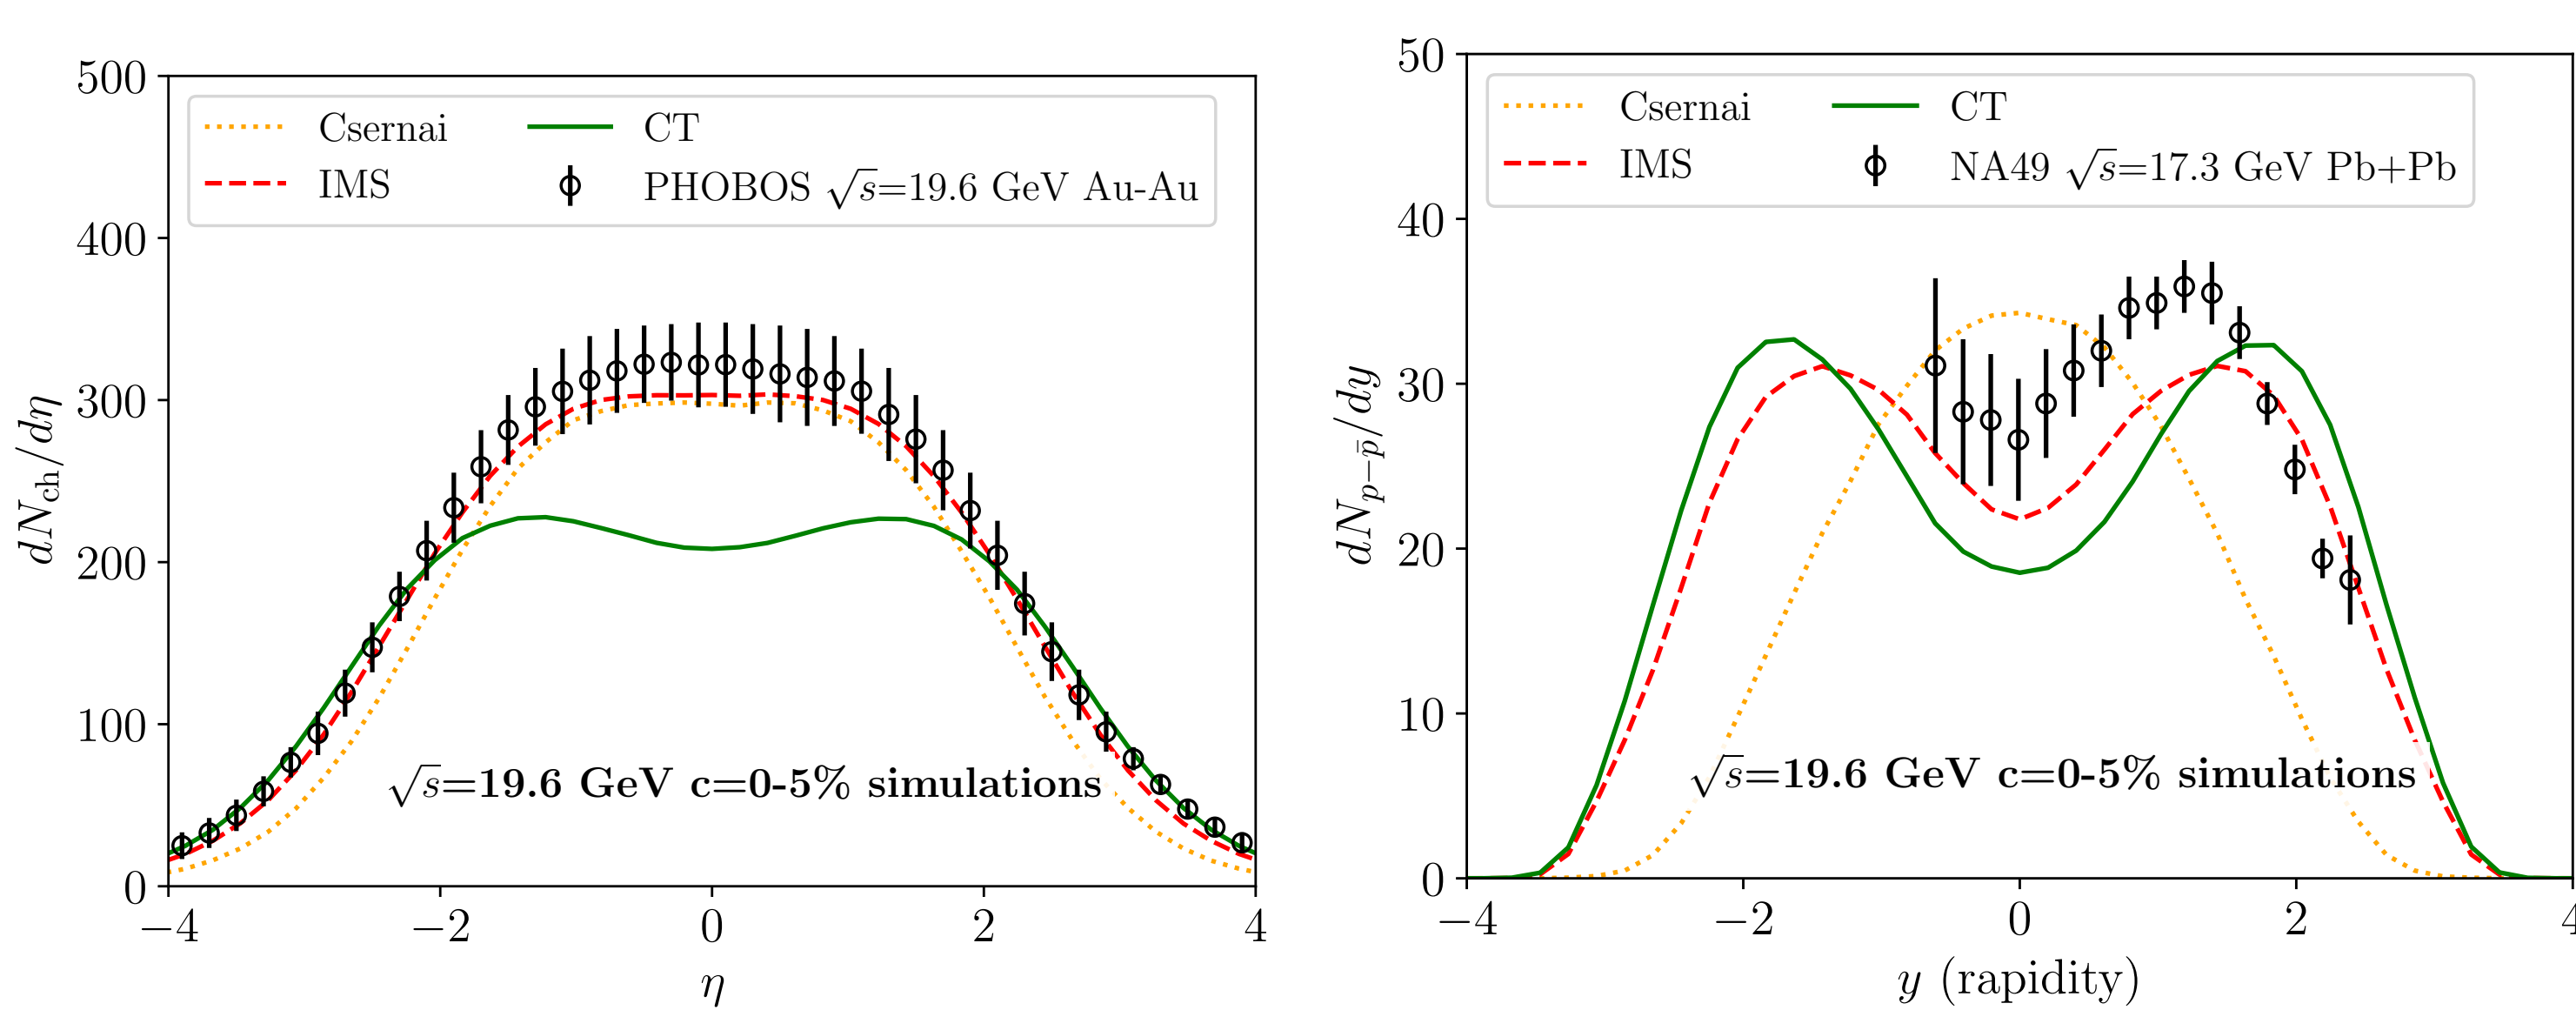 500
400
300
200
100
0
dN_ch/dη
Csernai
IMS
CT
PHOBOS √s=19.6 GeV Au-Au
√s=19.6 GeV c=0-5% simulations
−4
−2
0
2
4
η
50
40
30
20
10
0
dN_{p−p̄}/dy
Csernai
IMS
CT
NA49 √s=17.3 GeV Pb+Pb
√s=19.6 GeV c=0-5% simulations
−4
−2
0
2
4
y (rapidity)